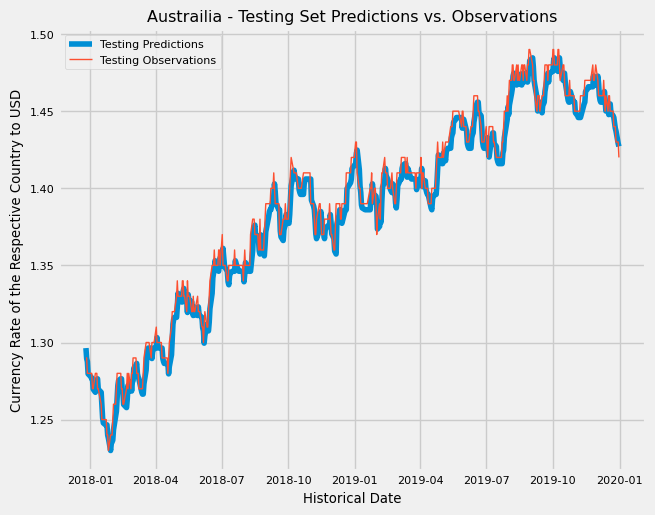 Austrailia - Testing Set Predictions vs. Observations
Testing Predictions
Testing Observations
Currency Rate of the Respective Country to USD
1.50
1.45
1.40
1.35
1.30
1.25
2018-01 2018-04 2018-07 2018-10 2019-01 2019-04 2019-07 2019-10 2020-01
Historical Date